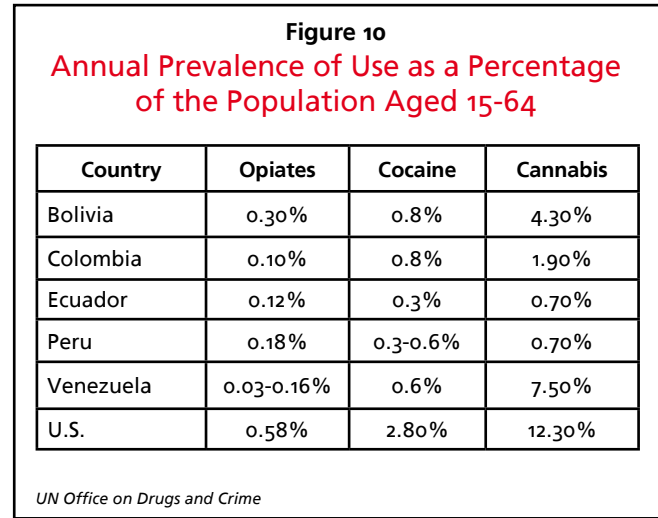 Figure 10
Annual Prevalence of Use as a Percentage
of the Population Aged 15-64
Country Opiates Cocaine Cannabis
Bolivia 0.30% 0.8% 4.30%
Colombia 0.10% 0.8% 1.90%
Ecuador 0.12% 0.3% 0.70%
Peru 0.18% 0.3-0.6% 0.70%
Venezuela 0.03-0.16% 0.6% 7.50%
U.S. 0.58% 2.80% 12.30%
UN Office on Drugs and Crime